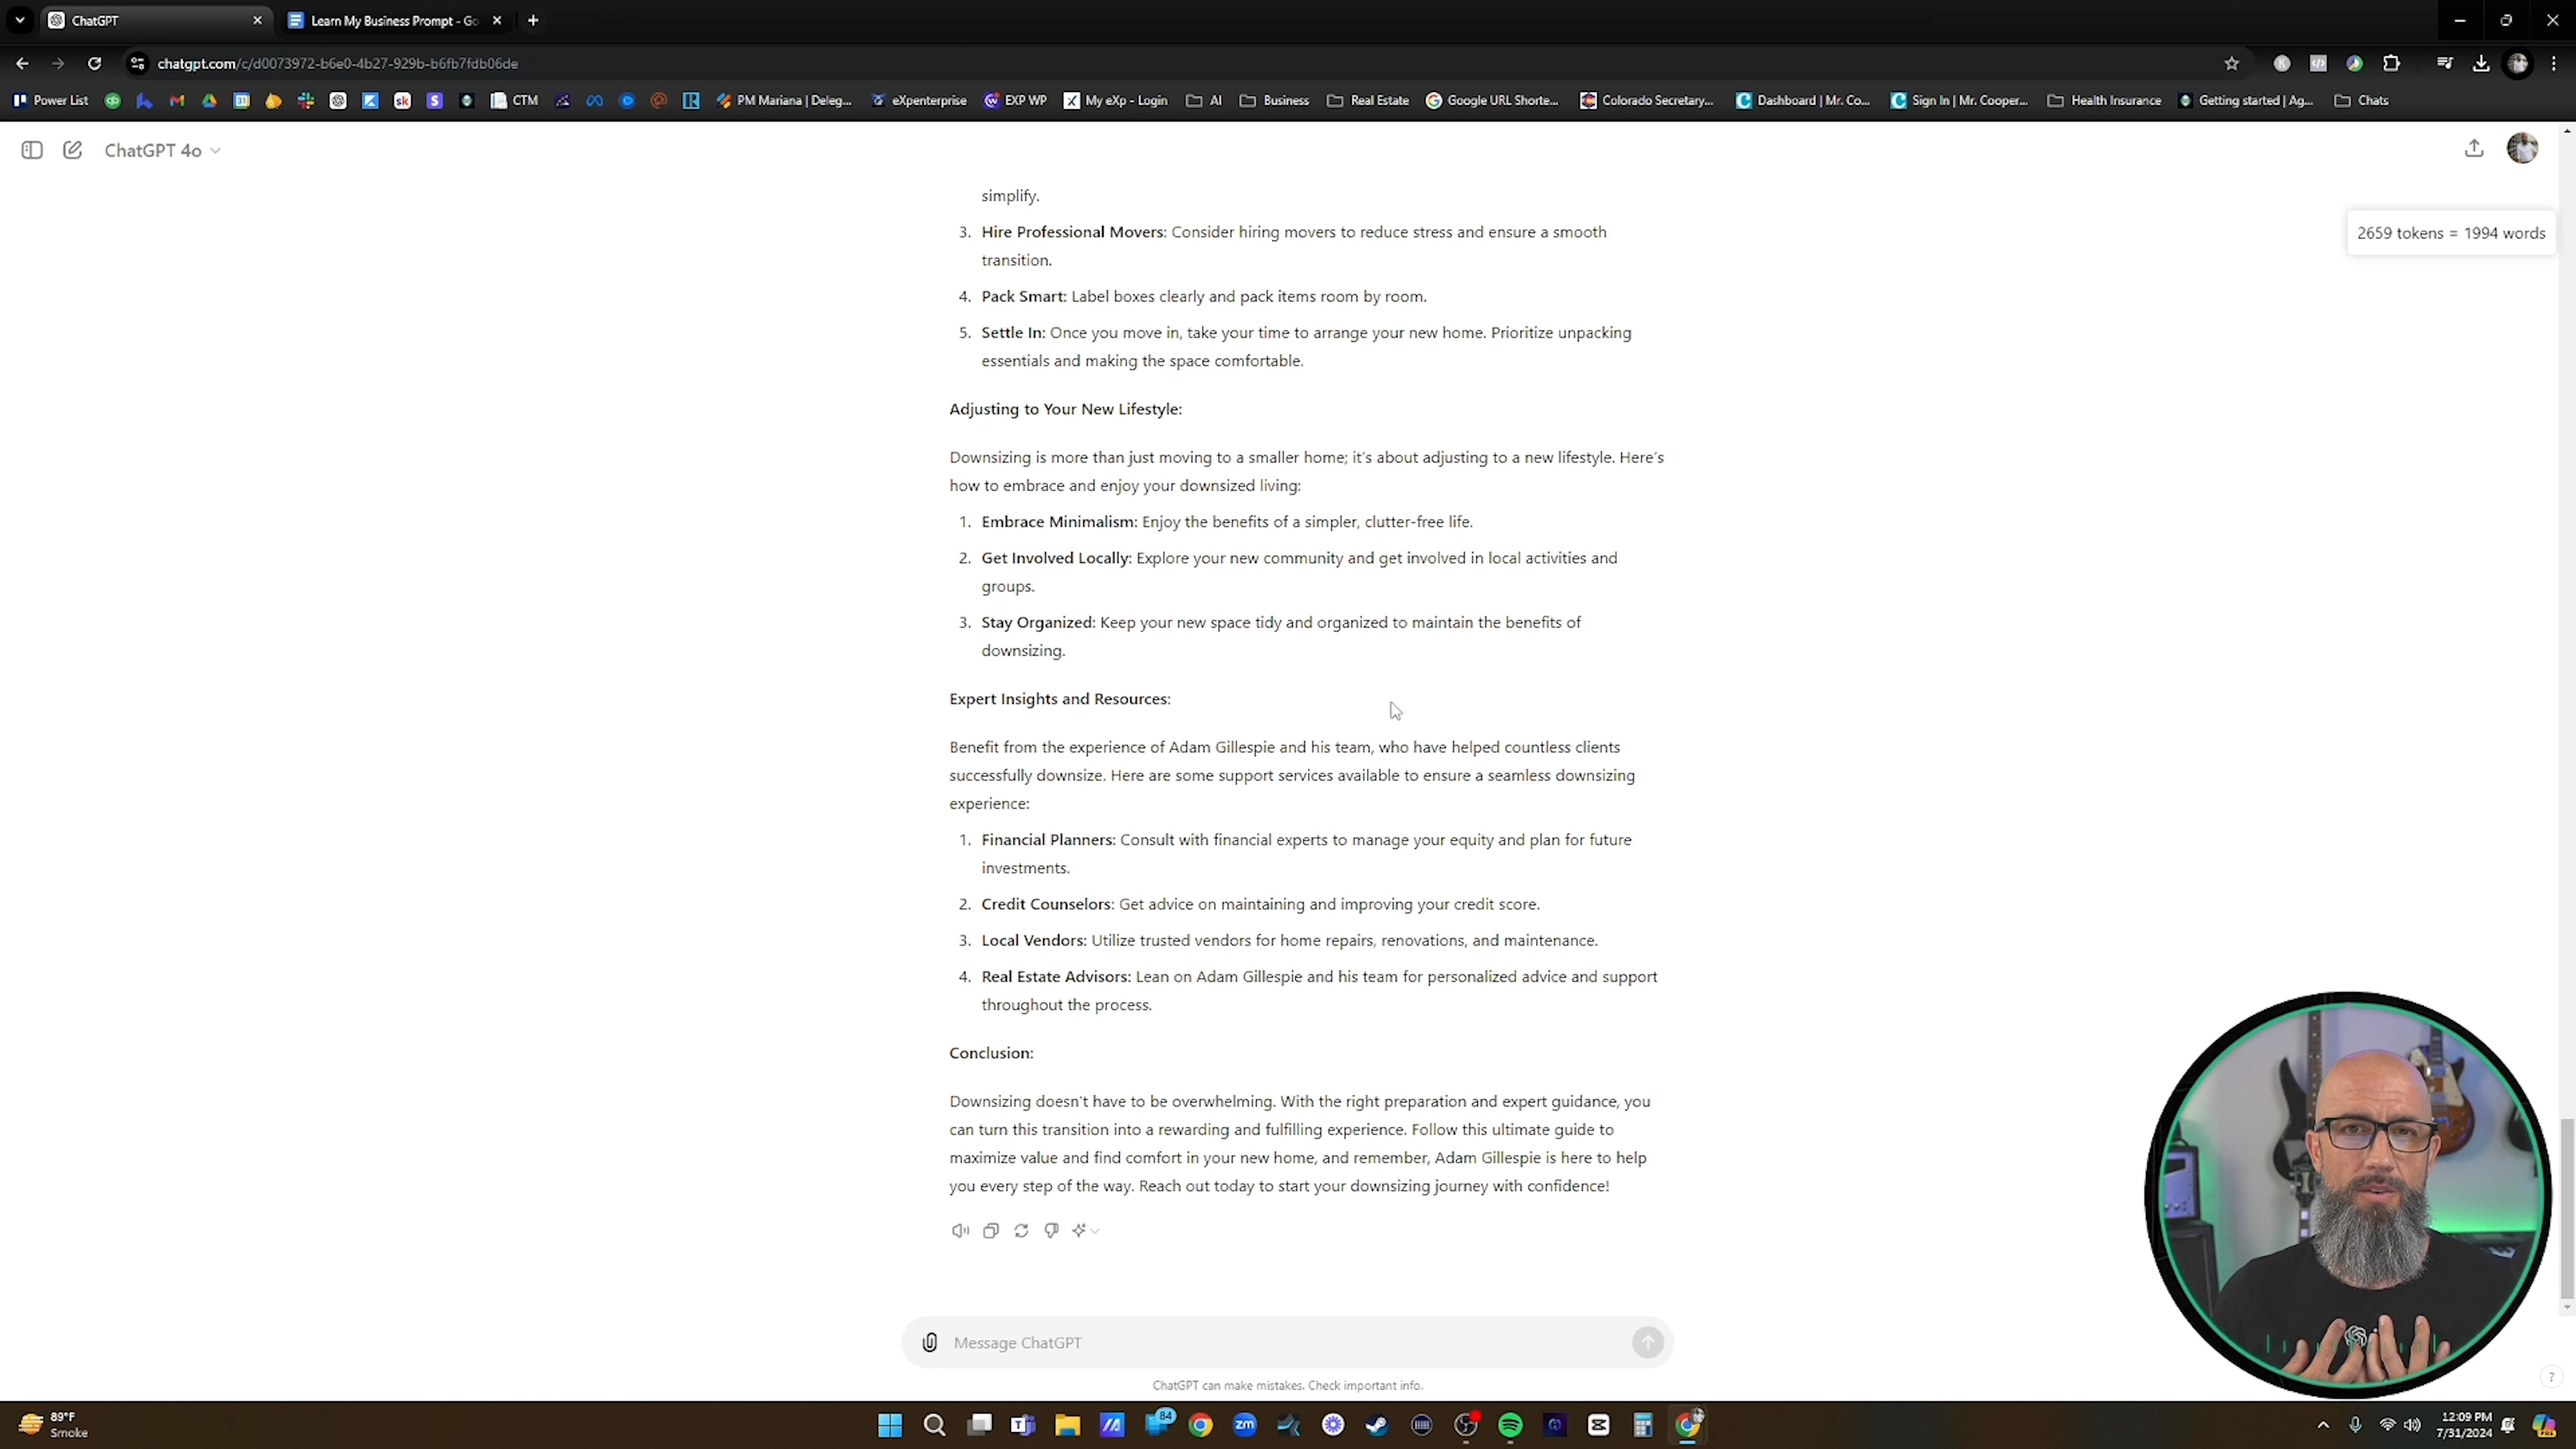 ChatGPT
Learn My Business Prompt - Go
chatgpt.com/c/d0073972-b6e0-4b27-929b-b6fb7fdb06de
Power List
CTM
PM Mariana | Deleg...
eXpenterprise
EXP WP
My eXp - Login
AI
Business
Real Estate
Google URL Shorte...
Colorado Secretary...
Dashboard | Mr. Co...
Sign In | Mr. Cooper...
Health Insurance
Getting started | Ag...
Chats
ChatGPT 4o
2659 tokens = 1994 words
simplify.
3. Hire Professional Movers: Consider hiring movers to reduce stress and ensure a smooth
transition.
4. Pack Smart: Label boxes clearly and pack items room by room.
5. Settle In: Once you move in, take your time to arrange your new home. Prioritize unpacking
essentials and making the space comfortable.
Adjusting to Your New Lifestyle:
Downsizing is more than just moving to a smaller home; it's about adjusting to a new lifestyle. Here's
how to embrace and enjoy your downsized living:
1. Embrace Minimalism: Enjoy the benefits of a simpler, clutter-free life.
2. Get Involved Locally: Explore your new community and get involved in local activities and
groups.
3. Stay Organized: Keep your new space tidy and organized to maintain the benefits of
downsizing.
Expert Insights and Resources:
Benefit from the experience of Adam Gillespie and his team, who have helped countless clients
successfully downsize. Here are some support services available to ensure a seamless downsizing
experience:
1. Financial Planners: Consult with financial experts to manage your equity and plan for future
investments.
2. Credit Counselors: Get advice on maintaining and improving your credit score.
3. Local Vendors: Utilize trusted vendors for home repairs, renovations, and maintenance.
4. Real Estate Advisors: Lean on Adam Gillespie and his team for personalized advice and support
throughout the process.
Conclusion:
Downsizing doesn't have to be overwhelming. With the right preparation and expert guidance, you
can turn this transition into a rewarding and fulfilling experience. Follow this ultimate guide to
maximize value and find comfort in your new home, and remember, Adam Gillespie is here to help
you every step of the way. Reach out today to start your downsizing journey with confidence!
Message ChatGPT
ChatGPT can make mistakes. Check important info.
?
89°F
Smoke
84
zm
12:09 PM
7/31/2024